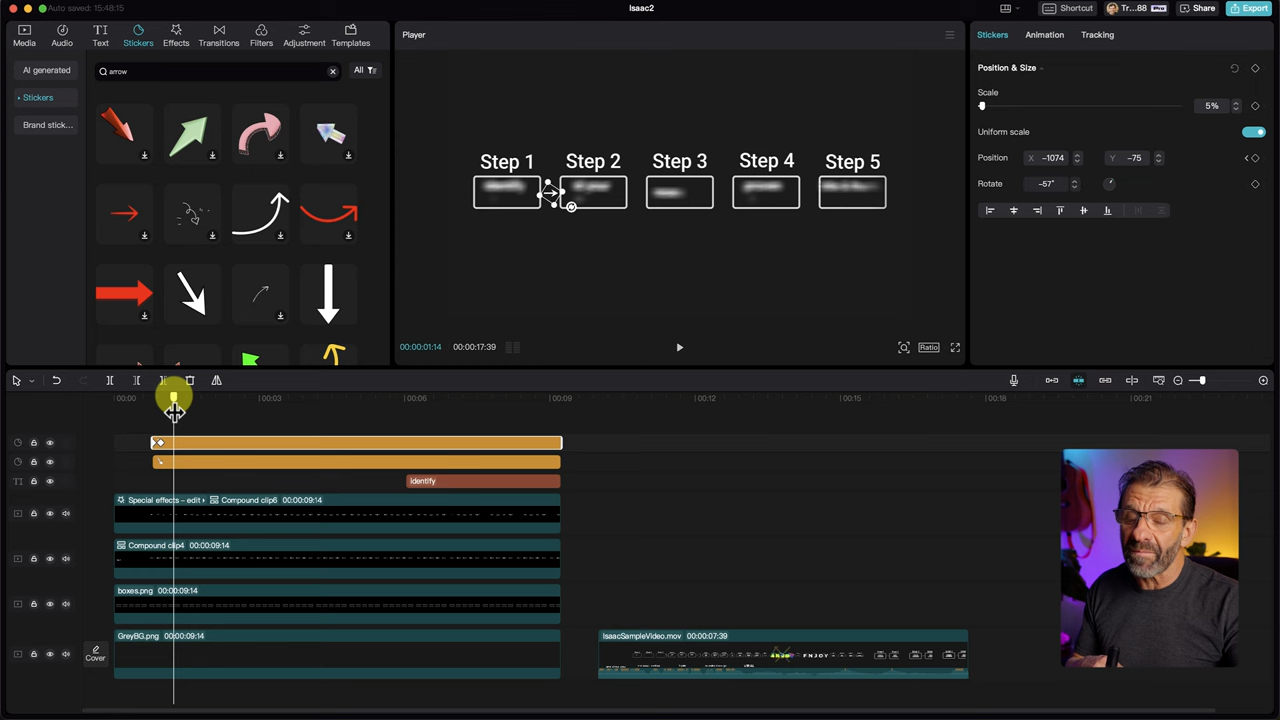 Auto saved: 15:48:15
Isaac2
Shortcut
Tr...88
Pro
Share
Export
Media
Audio
TI
Text
Stickers
Effects
Transitions
Filters
Adjustment
Templates
Player
Stickers
Animation
Tracking
AI generated
Stickers
Brand stick...
arrow
All
Position & Size
Scale
5%
Uniform scale
Position
X -1074
Y -75
Rotate
-57°
Step 1
Step 2
Step 3
Step 4
Step 5
00:00:01:14
00:00:17:39
Ratio
00:00
00:03
00:06
00:09
00:12
00:15
00:18
00:21
TI
Identify
Special effects – edit
Compound clip6 00:00:09:14
Compound clip4 00:00:09:14
boxes.png 00:00:09:14
Cover
GreyBG.png 00:00:09:14
IsaacSampleVideo.mov 00:00:07:39